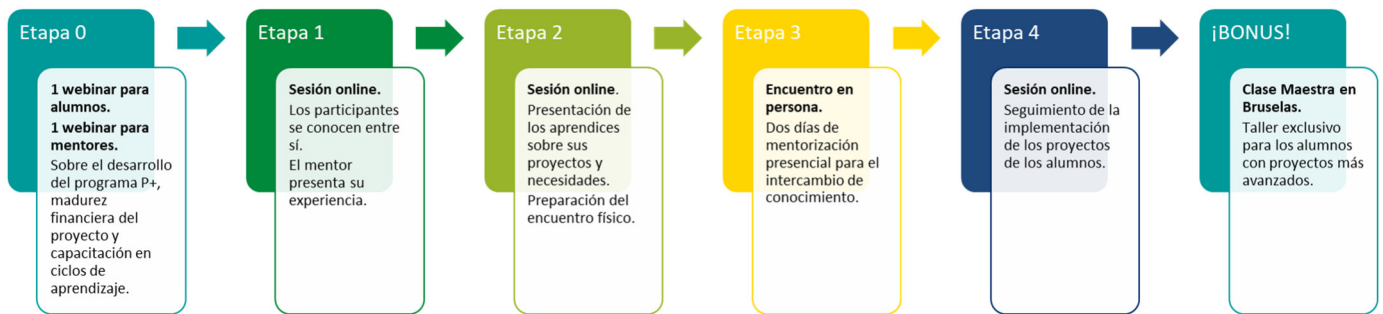 Etapa 0
1 webinar para
alumnos.
1 webinar para
mentores.
Sobre el desarrollo
del programa P+,
madurez
financiera del
proyecto y
capacitación en
ciclos de
aprendizaje.
Etapa 1
Sesión online.
Los participantes
se conocen entre
sí.
El mentor
presenta su
experiencia.
Etapa 2
Sesión online.
Presentación de
los aprendices
sobre sus
proyectos y
necesidades.
Preparación del
encuentro físico.
Etapa 3
Encuentro en
persona.
Dos días de
mentorización
presencial para el
intercambio de
conocimiento.
Etapa 4
Sesión online.
Seguimiento de la
implementación
de los proyectos
de los alumnos.
¡BONUS!
Clase Maestra en
Bruselas.
Taller exclusivo
para los alumnos
con proyectos más
avanzados.